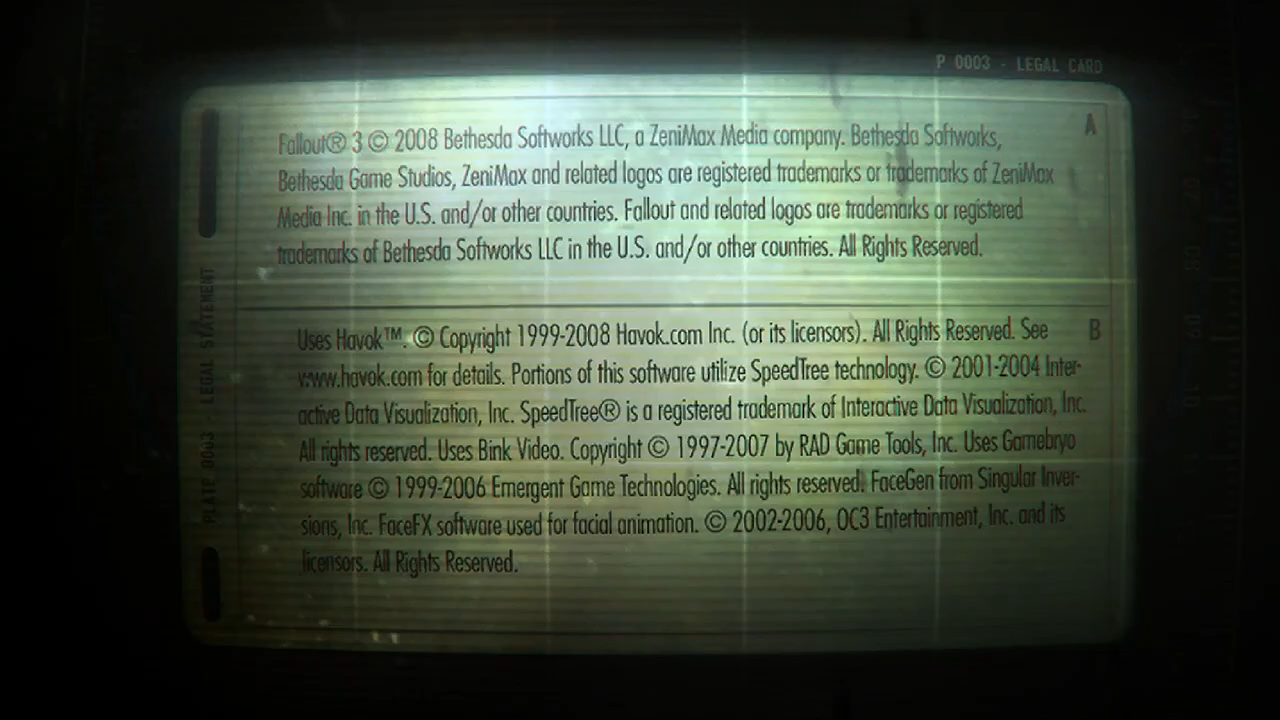 P 0003 - LEGAL CARD
A
Fallout® 3 © 2008 Bethesda Softworks LLC, a ZeniMax Media company. Bethesda Softworks,
Bethesda Game Studios, ZeniMax and related logos are registered trademarks or trademarks of ZeniMax
Media Inc. in the U.S. and/or other countries. Fallout and related logos are trademarks or registered
trademarks of Bethesda Softworks LLC in the U.S. and/or other countries. All Rights Reserved.
PLATE 0003 - LEGAL STATEMENT
B
Uses Havok™. © Copyright 1999-2008 Havok.com Inc. (or its licensors). All Rights Reserved. See
www.havok.com for details. Portions of this software utilize SpeedTree technology. © 2001-2004 Inter-
active Data Visualization, Inc. SpeedTree® is a registered trademark of Interactive Data Visualization, Inc.
All rights reserved. Uses Bink Video. Copyright © 1997-2007 by RAD Game Tools, Inc. Uses Gamebryo
software © 1999-2006 Emergent Game Technologies. All rights reserved. FaceGen from Singular Inver-
sions, Inc. FaceFX software used for facial animation. © 2002-2006, OC3 Entertainment, Inc. and its
licensors. All Rights Reserved.